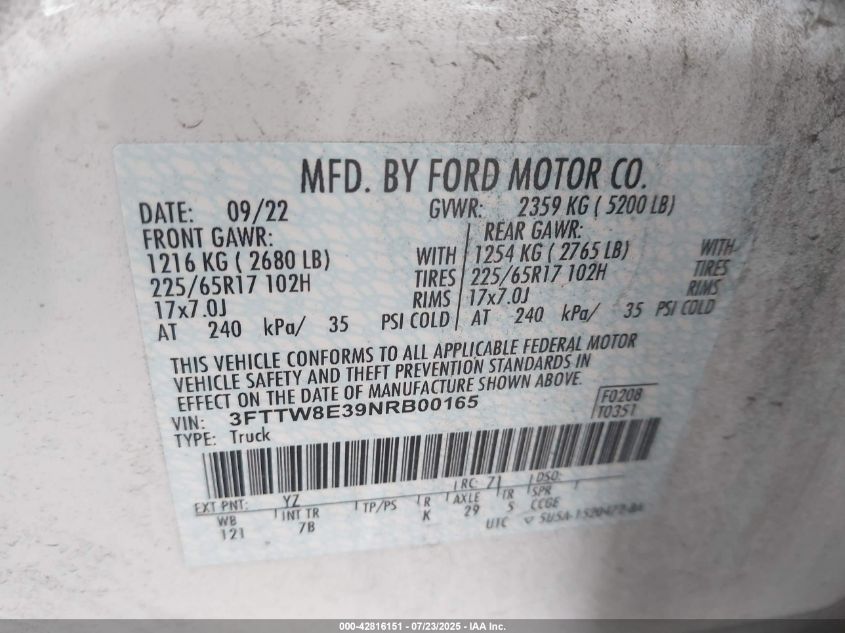 MFD. BY FORD MOTOR CO.
DATE: 09/22 GVWR: 2359 KG ( 5200 LB)
FRONT GAWR: REAR GAWR:
1216 KG ( 2680 LB) WITH 1254 KG ( 2765 LB) WITH
225/65R17 102H TIRES 225/65R17 102H TIRES
17x7.0J RIMS 17x7.0J RIMS
AT 240 kPa/ 35 PSI COLD AT 240 kPa/ 35 PSI COLD
THIS VEHICLE CONFORMS TO ALL APPLICABLE FEDERAL MOTOR
VEHICLE SAFETY AND THEFT PREVENTION STANDARDS IN
EFFECT ON THE DATE OF MANUFACTURE SHOWN ABOVE.
VIN: 3FTTW8E39NRB00165 F0208
TYPE: Truck T0351
EXT PNT: YZ RC: 71 DSO:
WB INT TR TP/PS R AXLE TR SPR
121 7B K 29 S CCGE
UTC
000-42816151 - 07/23/2025 - IAA Inc.